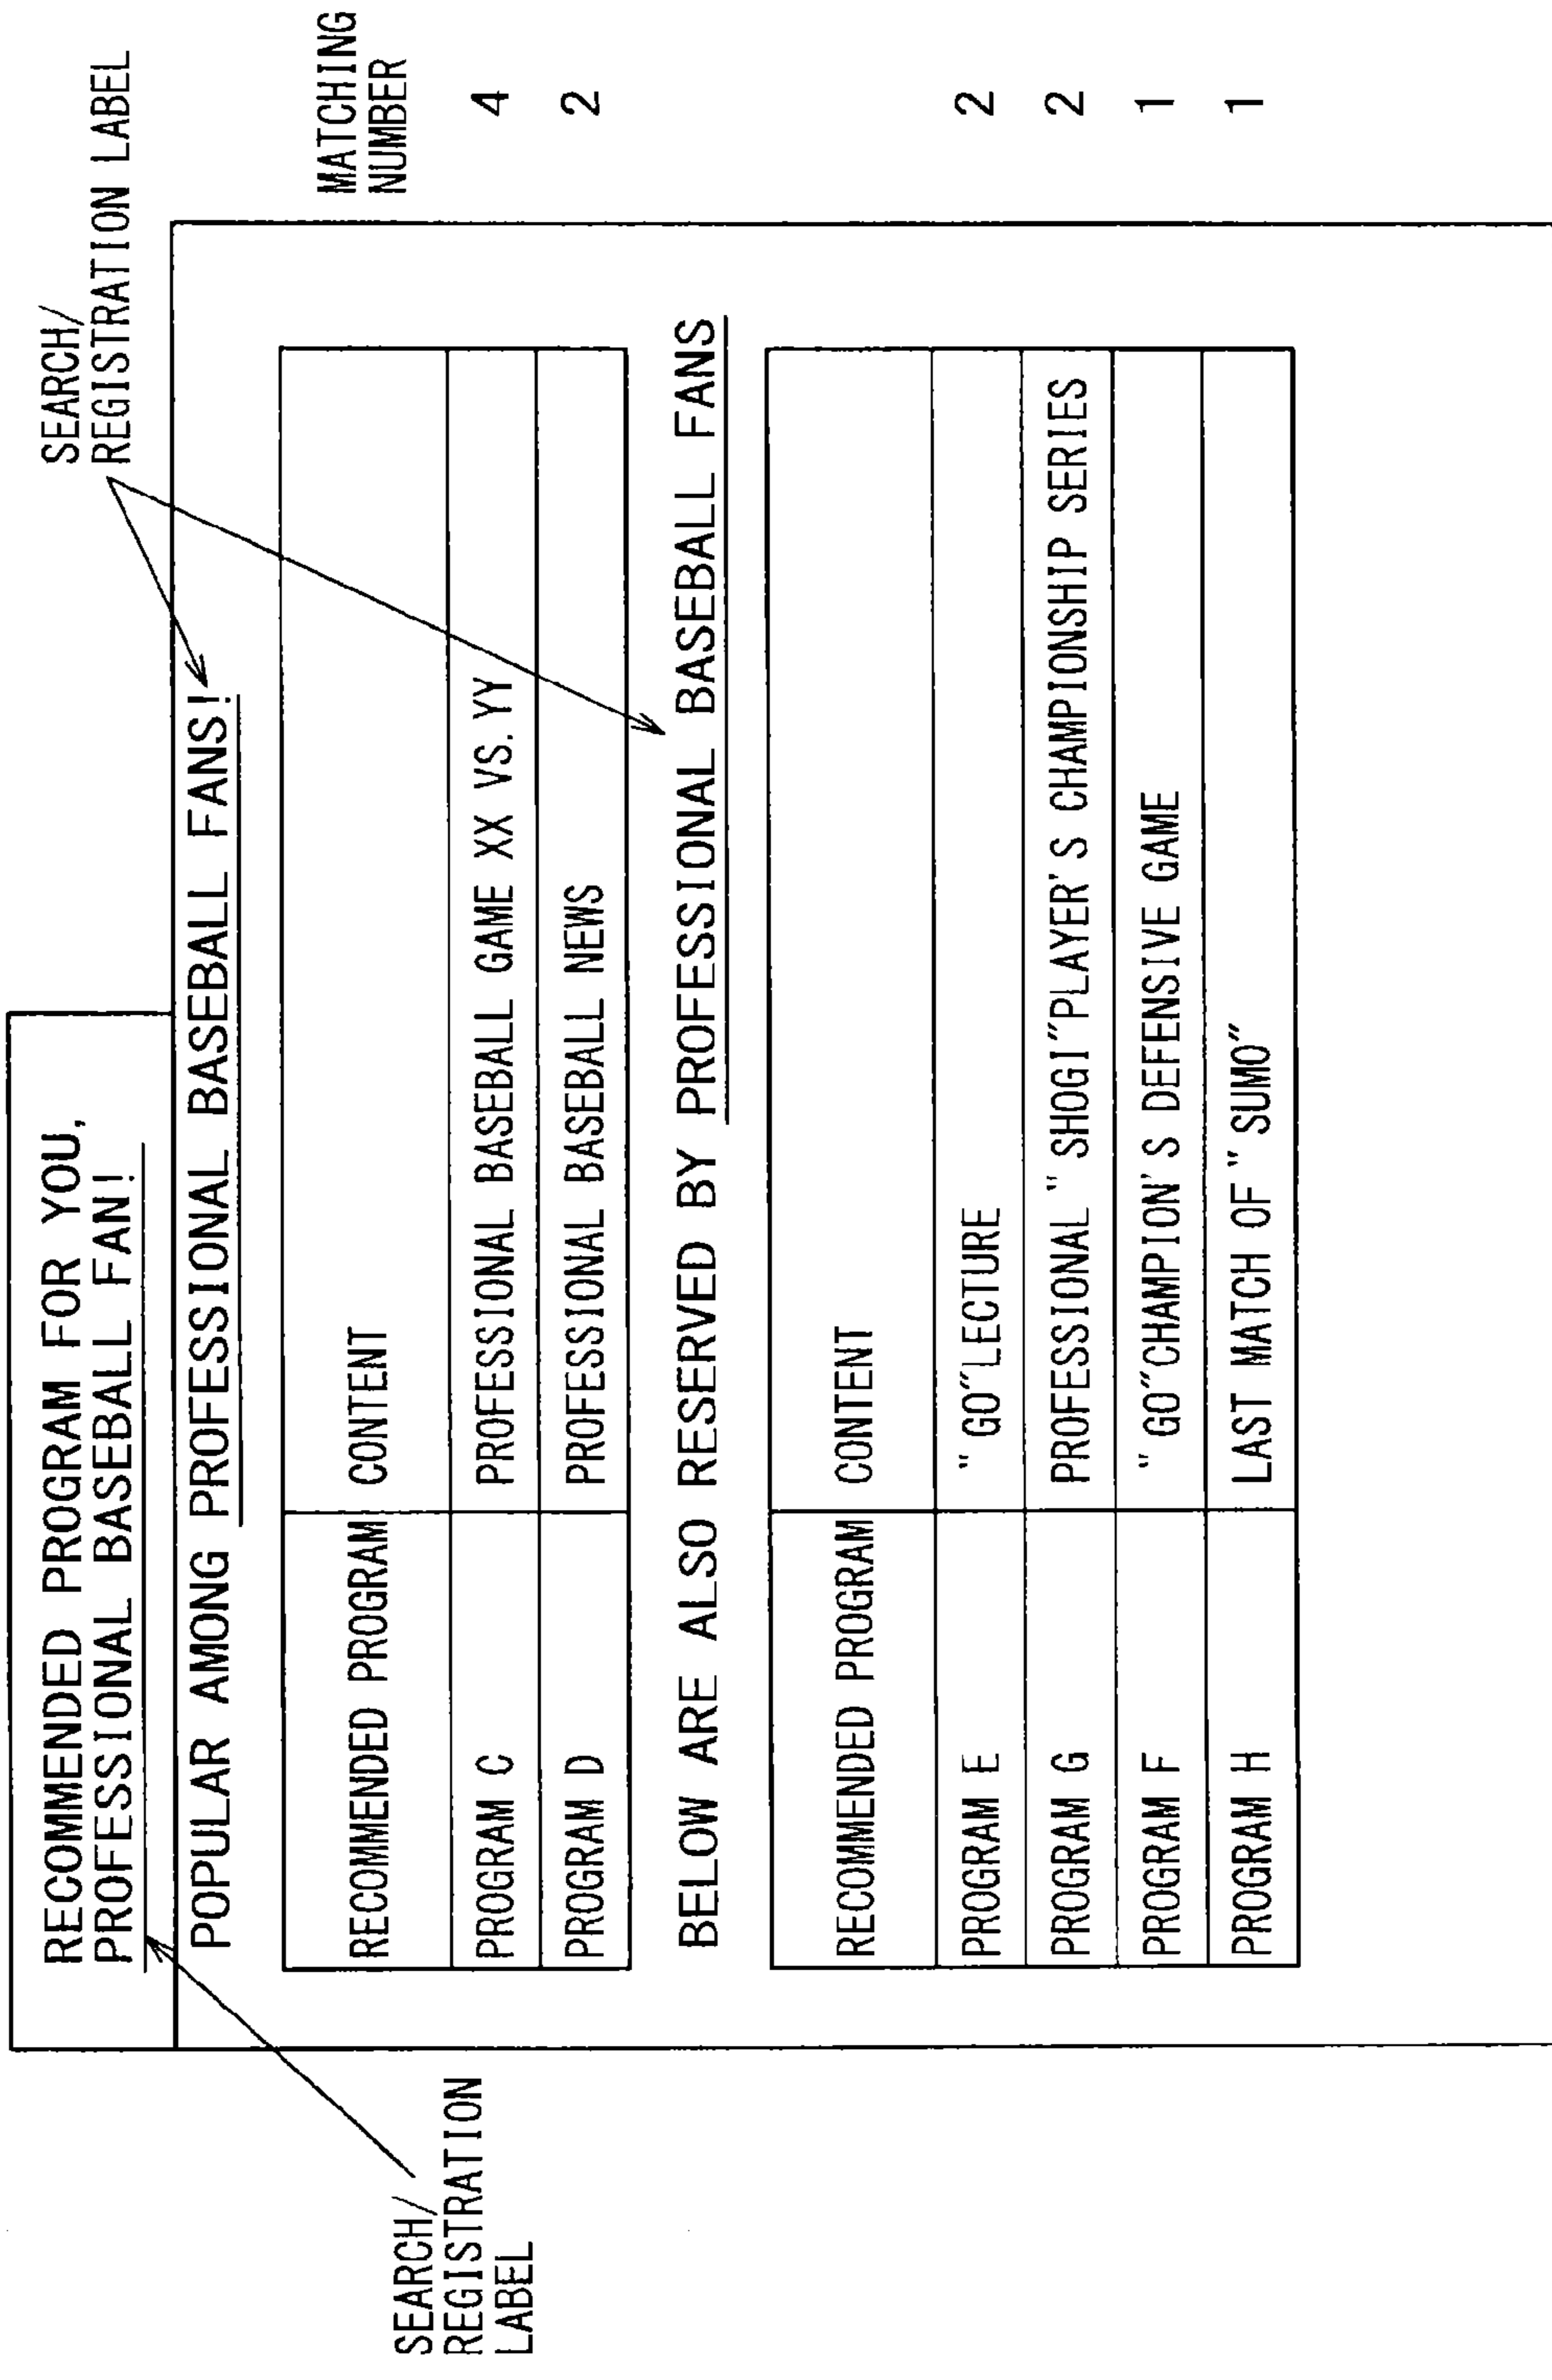 RECOMMENDED PROGRAM FOR YOU,
PROFESSIONAL BASEBALL FAN!
SEARCH/
REGISTRATION LABEL
SEARCH/
REGISTRATION
LABEL
POPULAR AMONG PROFESSIONAL BASEBALL FANS!
MATCHING
NUMBER
RECOMMENDED PROGRAM CONTENT
PROGRAM C PROFESSIONAL BASEBALL GAME XX VS. YY 4
PROGRAM D PROFESSIONAL BASEBALL NEWS 2
BELOW ARE ALSO RESERVED BY PROFESSIONAL BASEBALL FANS
RECOMMENDED PROGRAM CONTENT
PROGRAM E "GO"LECTURE 2
PROGRAM G PROFESSIONAL "SHOGI"PLAYER'S CHAMPIONSHIP SERIES 2
PROGRAM F "GO"CHAMPION'S DEFENSIVE GAME 1
PROGRAM H LAST MATCH OF "SUMO" 1